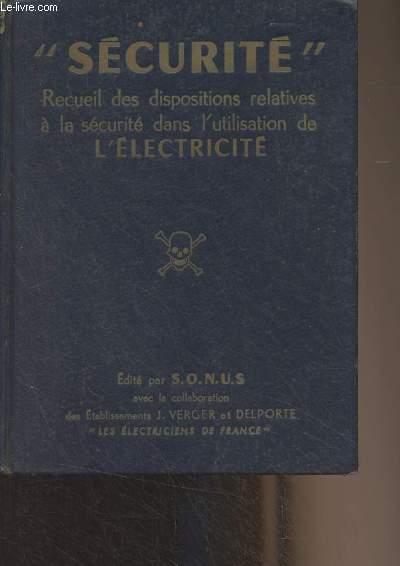 Le-livre.com
"SÉCURITÉ"
Recueil des dispositions relatives
à la sécurité dans l'utilisation de
L'ÉLECTRICITÉ
Édité par S.O.N.U.S
avec la collaboration
des Établissements J. VERGER et DELPORTE
"LES ÉLECTRICIENS DE FRANCE"